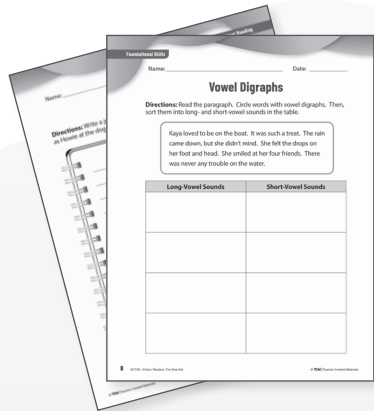 Foundational Skills
Name:
Date:
Vowel Digraphs
Directions: Read the paragraph. Circle words with vowel digraphs. Then,
sort them into long- and short-vowel sounds in the table.
Kaya loved to be on the boat. It was such a treat. The rain
came down, but she didn't mind. She felt the drops on
her foot and head. She smiled at her four friends. There
was never any trouble on the water.
Long-Vowel Sounds
Short-Vowel Sounds
8
© TCM | Teacher Created Materials
Reading
Name:
Directions: Write a
as Howie at the dog